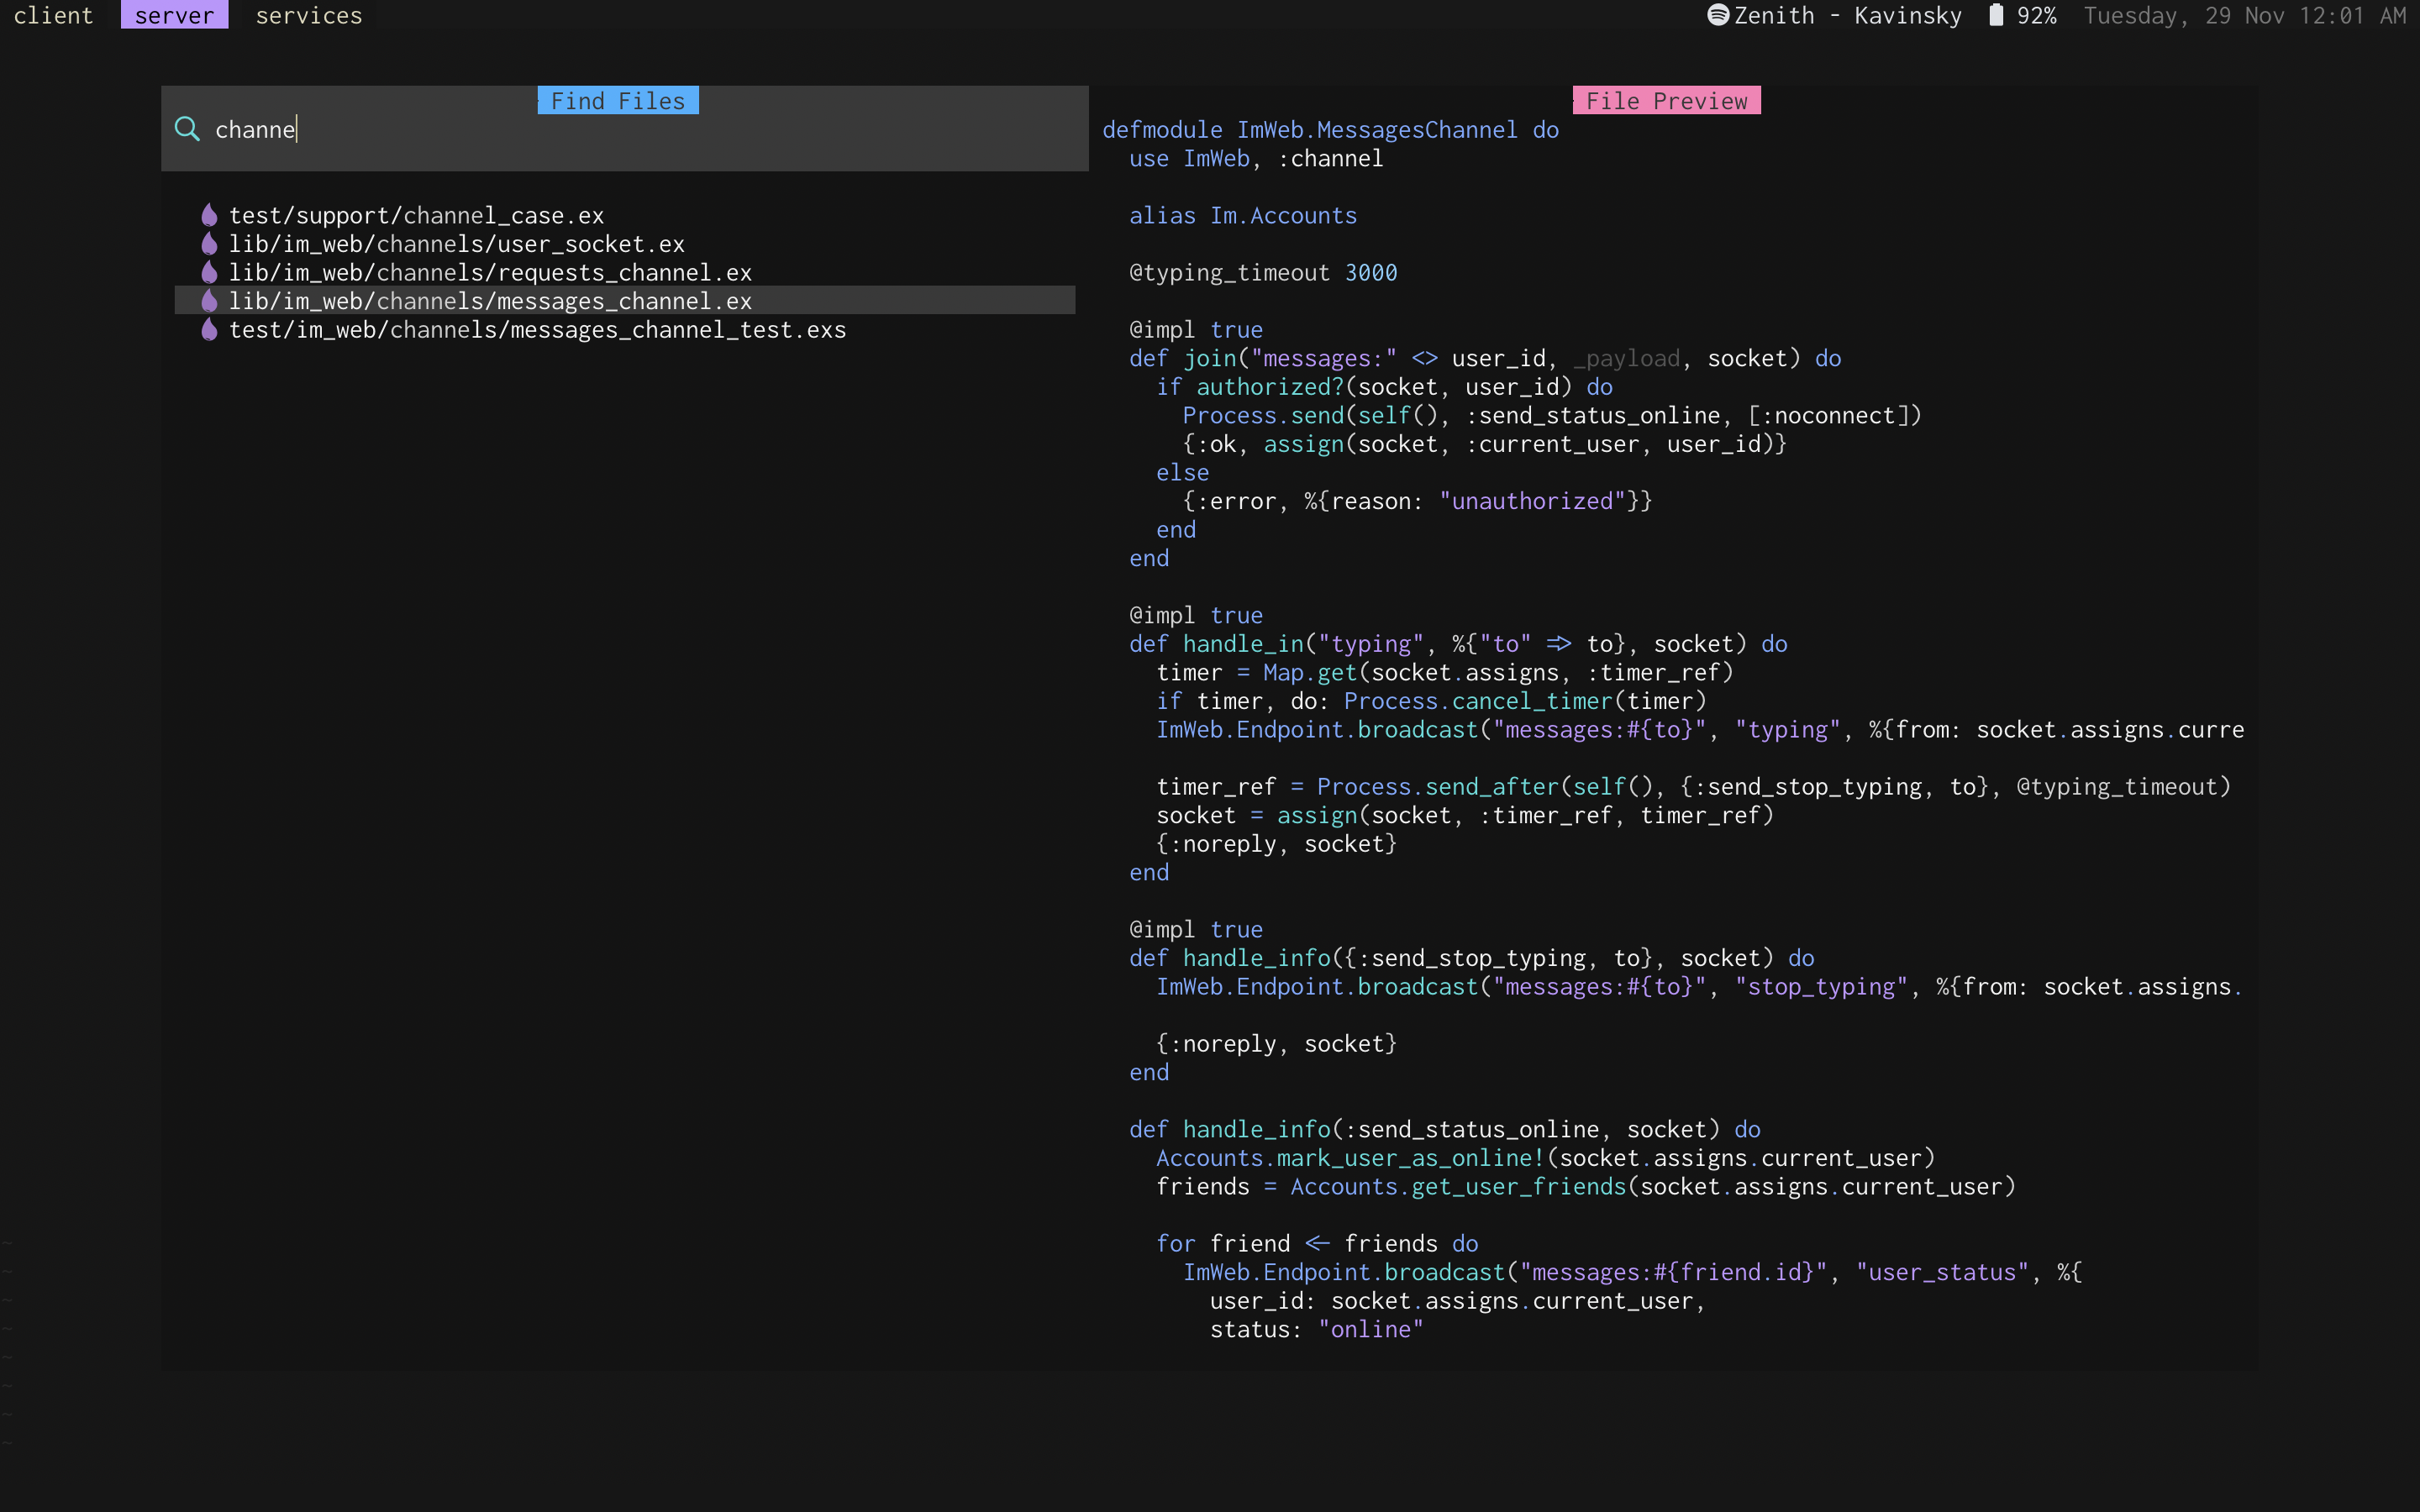 client server services Zenith - Kavinsky 92% Tuesday, 29 Nov 12:01 AM
Find Files
channe
test/support/channel_case.ex
lib/im_web/channels/user_socket.ex
lib/im_web/channels/requests_channel.ex
lib/im_web/channels/messages_channel.ex
test/im_web/channels/messages_channel_test.exs
File Preview
defmodule ImWeb.MessagesChannel do
  use ImWeb, :channel

  alias Im.Accounts

  @typing_timeout 3000

  @impl true
  def join("messages:" <> user_id, _payload, socket) do
    if authorized?(socket, user_id) do
      Process.send(self(), :send_status_online, [:noconnect])
      {:ok, assign(socket, :current_user, user_id)}
    else
      {:error, %{reason: "unauthorized"}}
    end
  end

  @impl true
  def handle_in("typing", %{"to" => to}, socket) do
    timer = Map.get(socket.assigns, :timer_ref)
    if timer, do: Process.cancel_timer(timer)
    ImWeb.Endpoint.broadcast("messages:#{to}", "typing", %{from: socket.assigns.curre

    timer_ref = Process.send_after(self(), {:send_stop_typing, to}, @typing_timeout)
    socket = assign(socket, :timer_ref, timer_ref)
    {:noreply, socket}
  end

  @impl true
  def handle_info({:send_stop_typing, to}, socket) do
    ImWeb.Endpoint.broadcast("messages:#{to}", "stop_typing", %{from: socket.assigns.

    {:noreply, socket}
  end

  def handle_info(:send_status_online, socket) do
    Accounts.mark_user_as_online!(socket.assigns.current_user)
    friends = Accounts.get_user_friends(socket.assigns.current_user)

    for friend <- friends do
      ImWeb.Endpoint.broadcast("messages:#{friend.id}", "user_status", %{
        user_id: socket.assigns.current_user,
        status: "online"
~
~
~
~
~
~
~
~